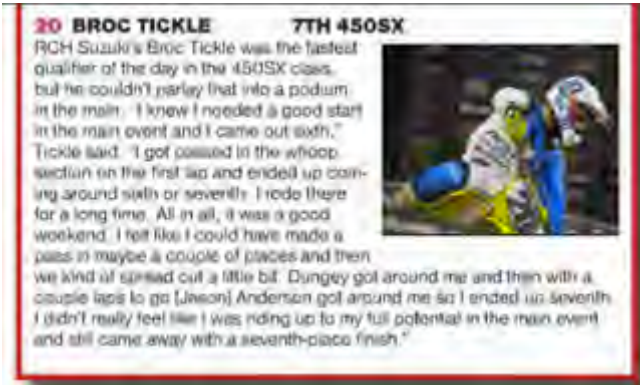 20 BROC TICKLE 7TH 450SX
RCH Suzuki's Broc Tickle was the fastest
qualifier of the day in the 450SX class,
but he couldn't parlay that into a podium
in the main. "I knew I needed a good start
in the main event and I came out sixth,"
Tickle said. "I got passed in the whoop
section on the first lap and ended up com-
ing around sixth or seventh. I rode there
for a long time. All in all, it was a good
weekend. I felt like I could have made a
pass in maybe a couple of places and then
we kind of spread out a little bit. Dungey got around me and then with a
couple laps to go [Jason] Anderson got around me so I ended up seventh.
I didn't really feel like I was riding up to my full potential in the main event
and still came away with a seventh-place finish."